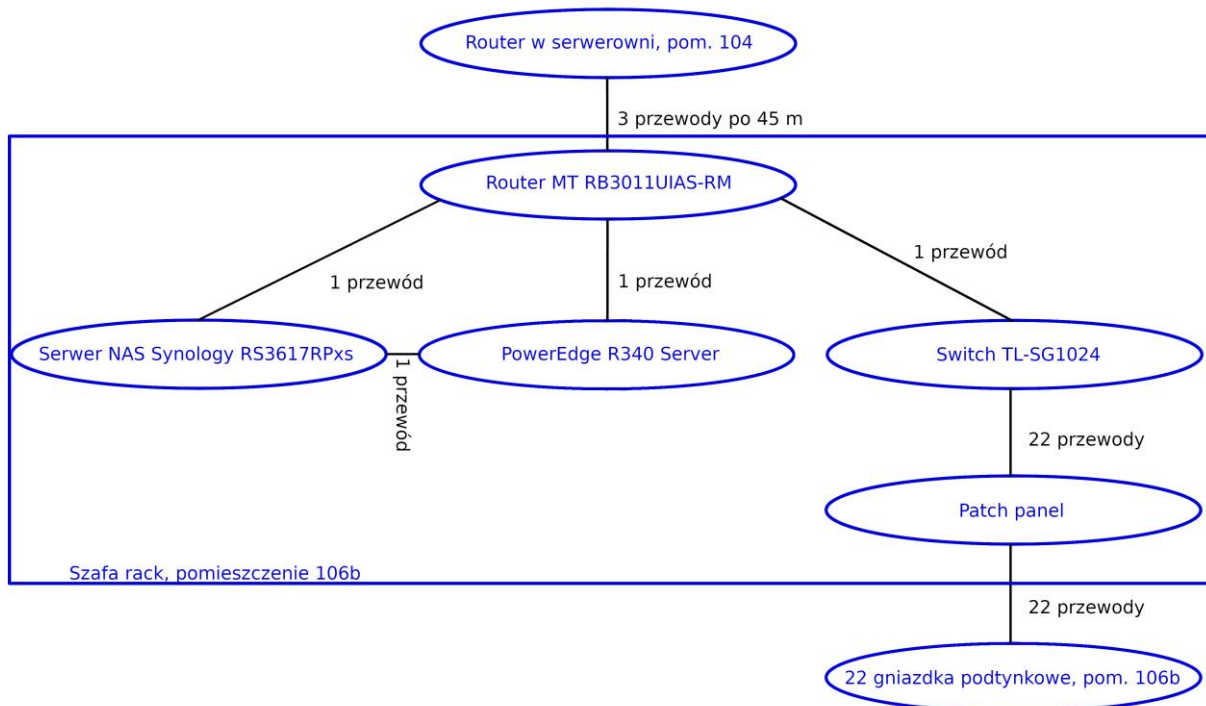 Router w serwerowni, pom. 104
3 przewody po 45 m
Router MT RB3011UIAS-RM
1 przewód
1 przewód
1 przewód
Serwer NAS Synology RS3617RPxs
1 przewód
PowerEdge R340 Server
Switch TL-SG1024
22 przewody
Patch panel
Szafa rack, pomieszczenie 106b
22 przewody
22 gniazdka podtynkowe, pom. 106b